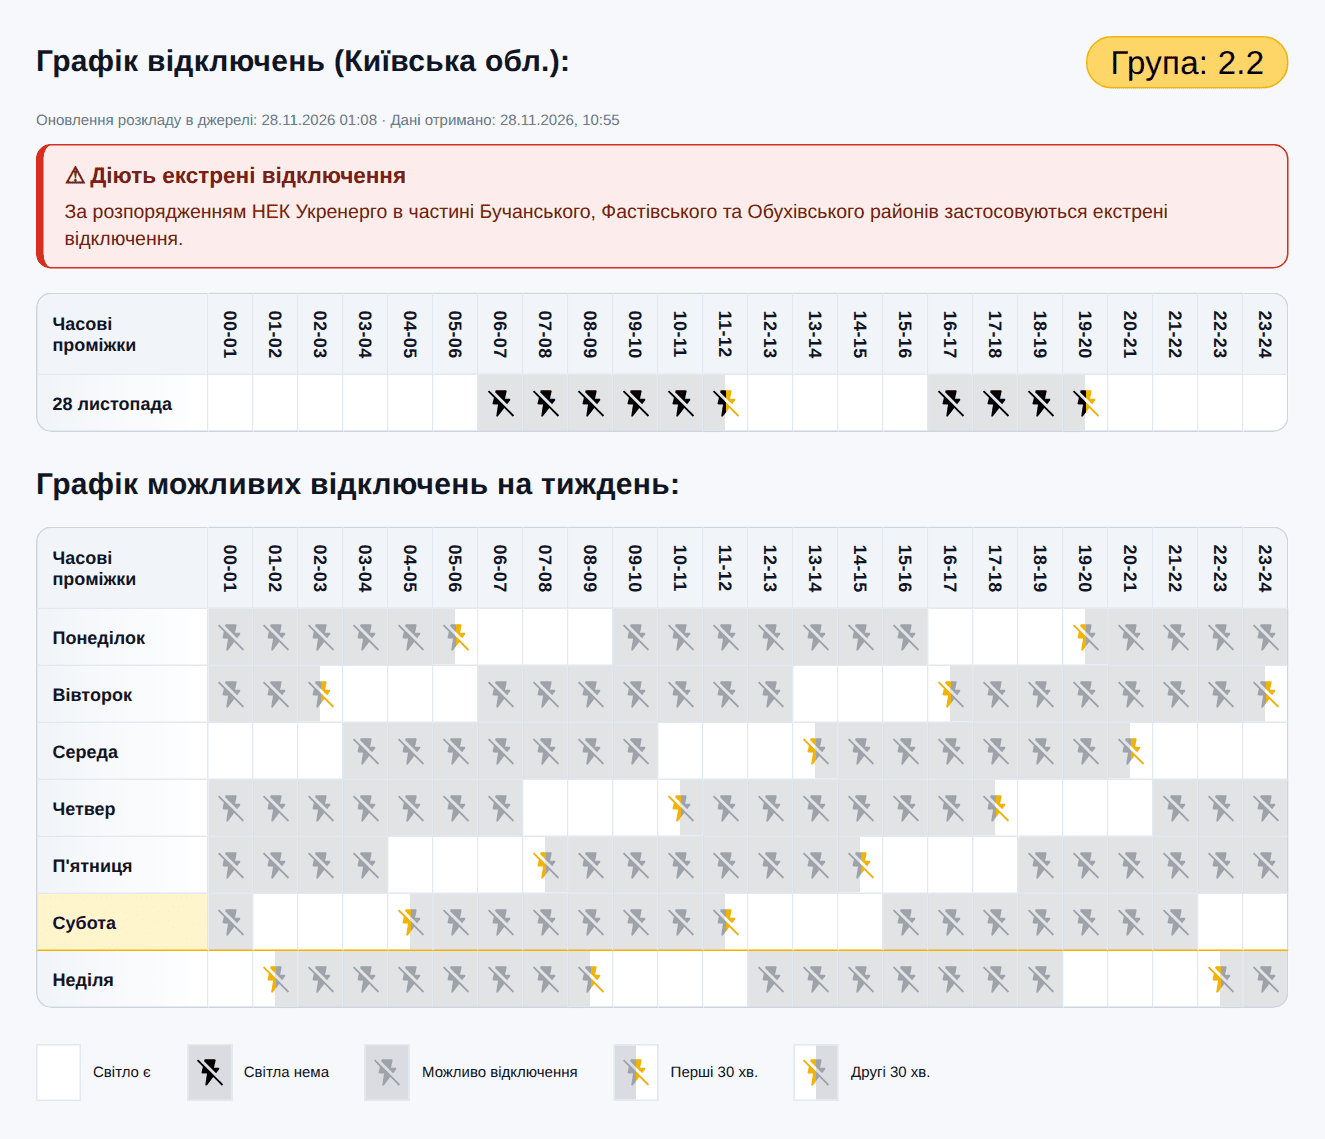 Графік відключень (Київська обл.):
Група: 2.2
Оновлення розкладу в джерелі: 28.11.2026 01:08 · Дані отримано: 28.11.2026, 10:55
⚠ Діють екстрені відключення
За розпорядженням НЕК Укренерго в частині Бучанського, Фастівського та Обухівського районів застосовуються екстрені
відключення.
Часові
проміжки
00-01 01-02 02-03 03-04 04-05 05-06 06-07 07-08 08-09 09-10 10-11 11-12 12-13 13-14 14-15 15-16 16-17 17-18 18-19 19-20 20-21 21-22 22-23 23-24
28 листопада
Графік можливих відключень на тиждень:
Часові
проміжки
00-01 01-02 02-03 03-04 04-05 05-06 06-07 07-08 08-09 09-10 10-11 11-12 12-13 13-14 14-15 15-16 16-17 17-18 18-19 19-20 20-21 21-22 22-23 23-24
Понеділок
Вівторок
Середа
Четвер
П'ятниця
Субота
Неділя
Світло є Світла нема Можливо відключення Перші 30 хв. Другі 30 хв.